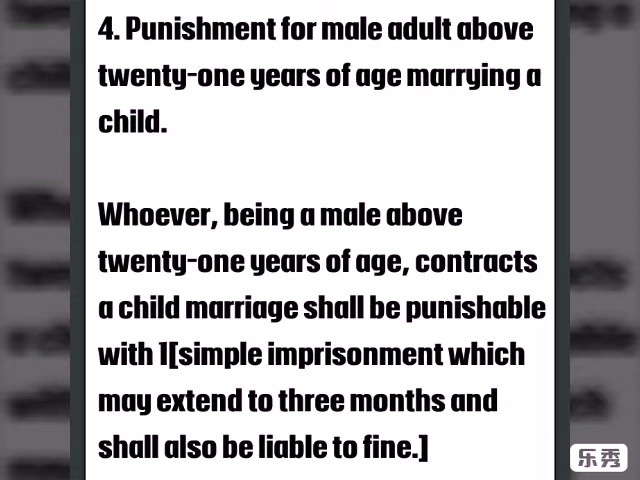 4. Punishment for male adult above
twenty-one years of age marrying a
child.
Whoever, being a male above
twenty-one years of age, contracts
a child marriage shall be punishable
with 1[simple imprisonment which
may extend to three months and
shall also be liable to fine.]
乐秀